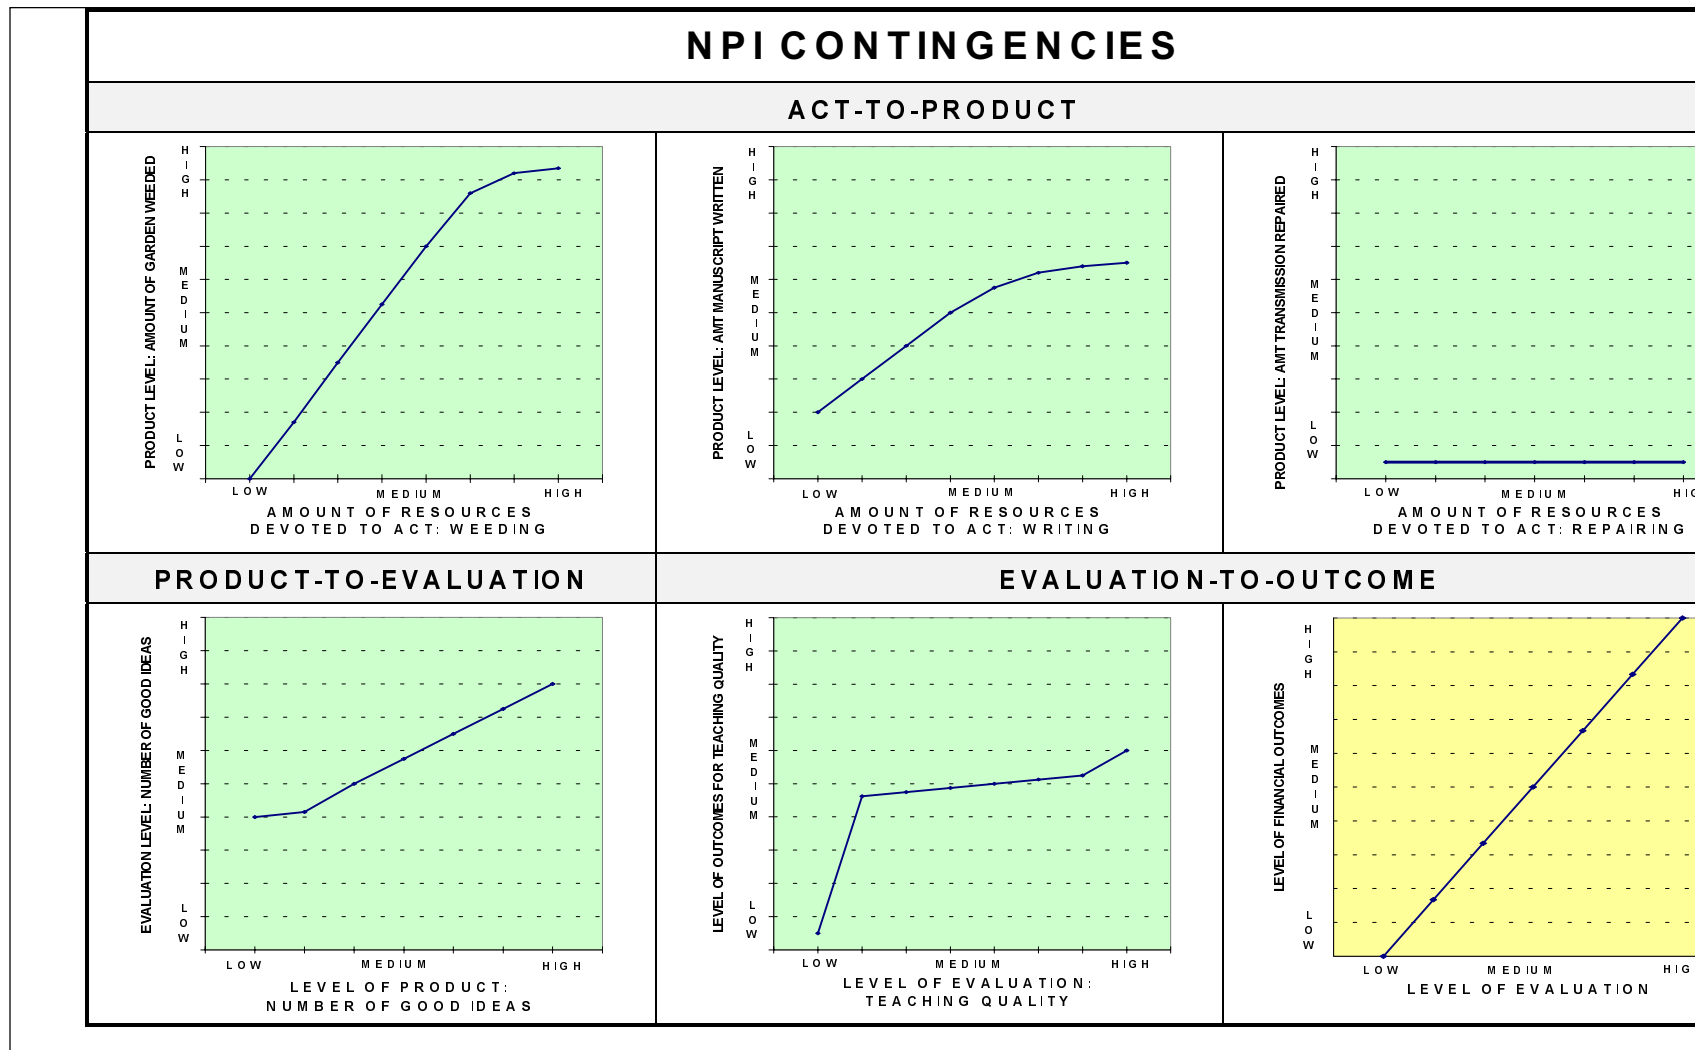 NPI CONTINGENCIES
ACT-TO-PRODUCT
PRODUCT LEVEL: AMOUNT OF GARDEN WEEDED
HIGH
MEDIUM
LOW
LOW MEDIUM HIGH
AMOUNT OF RESOURCES
DEVOTED TO ACT: WEEDING
PRODUCT LEVEL: AMT MANUSCRIPT WRITTEN
HIGH
MEDIUM
LOW
LOW MEDIUM HIGH
AMOUNT OF RESOURCES
DEVOTED TO ACT: WRITING
PRODUCT LEVEL: AMT TRANSMISSION REPAIRED
HIGH
MEDIUM
LOW
LOW MEDIUM
AMOUNT OF RESOURCES
DEVOTED TO ACT: REPAIRING
PRODUCT-TO-EVALUATION
EVALUATION-TO-OUTCOME
EVALUATION LEVEL: NUMBER OF GOOD IDEAS
HIGH
MEDIUM
LOW
LOW MEDIUM HIGH
LEVEL OF PRODUCT:
NUMBER OF GOOD IDEAS
LEVEL OF OUTCOMES FOR TEACHING QUALITY
HIGH
MEDIUM
LOW
LOW MEDIUM HIGH
LEVEL OF EVALUATION:
TEACHING QUALITY
LEVEL OF FINANCIAL OUTCOMES
HIGH
MEDIUM
LOW
LOW MEDIUM
LEVEL OF EVALUATION